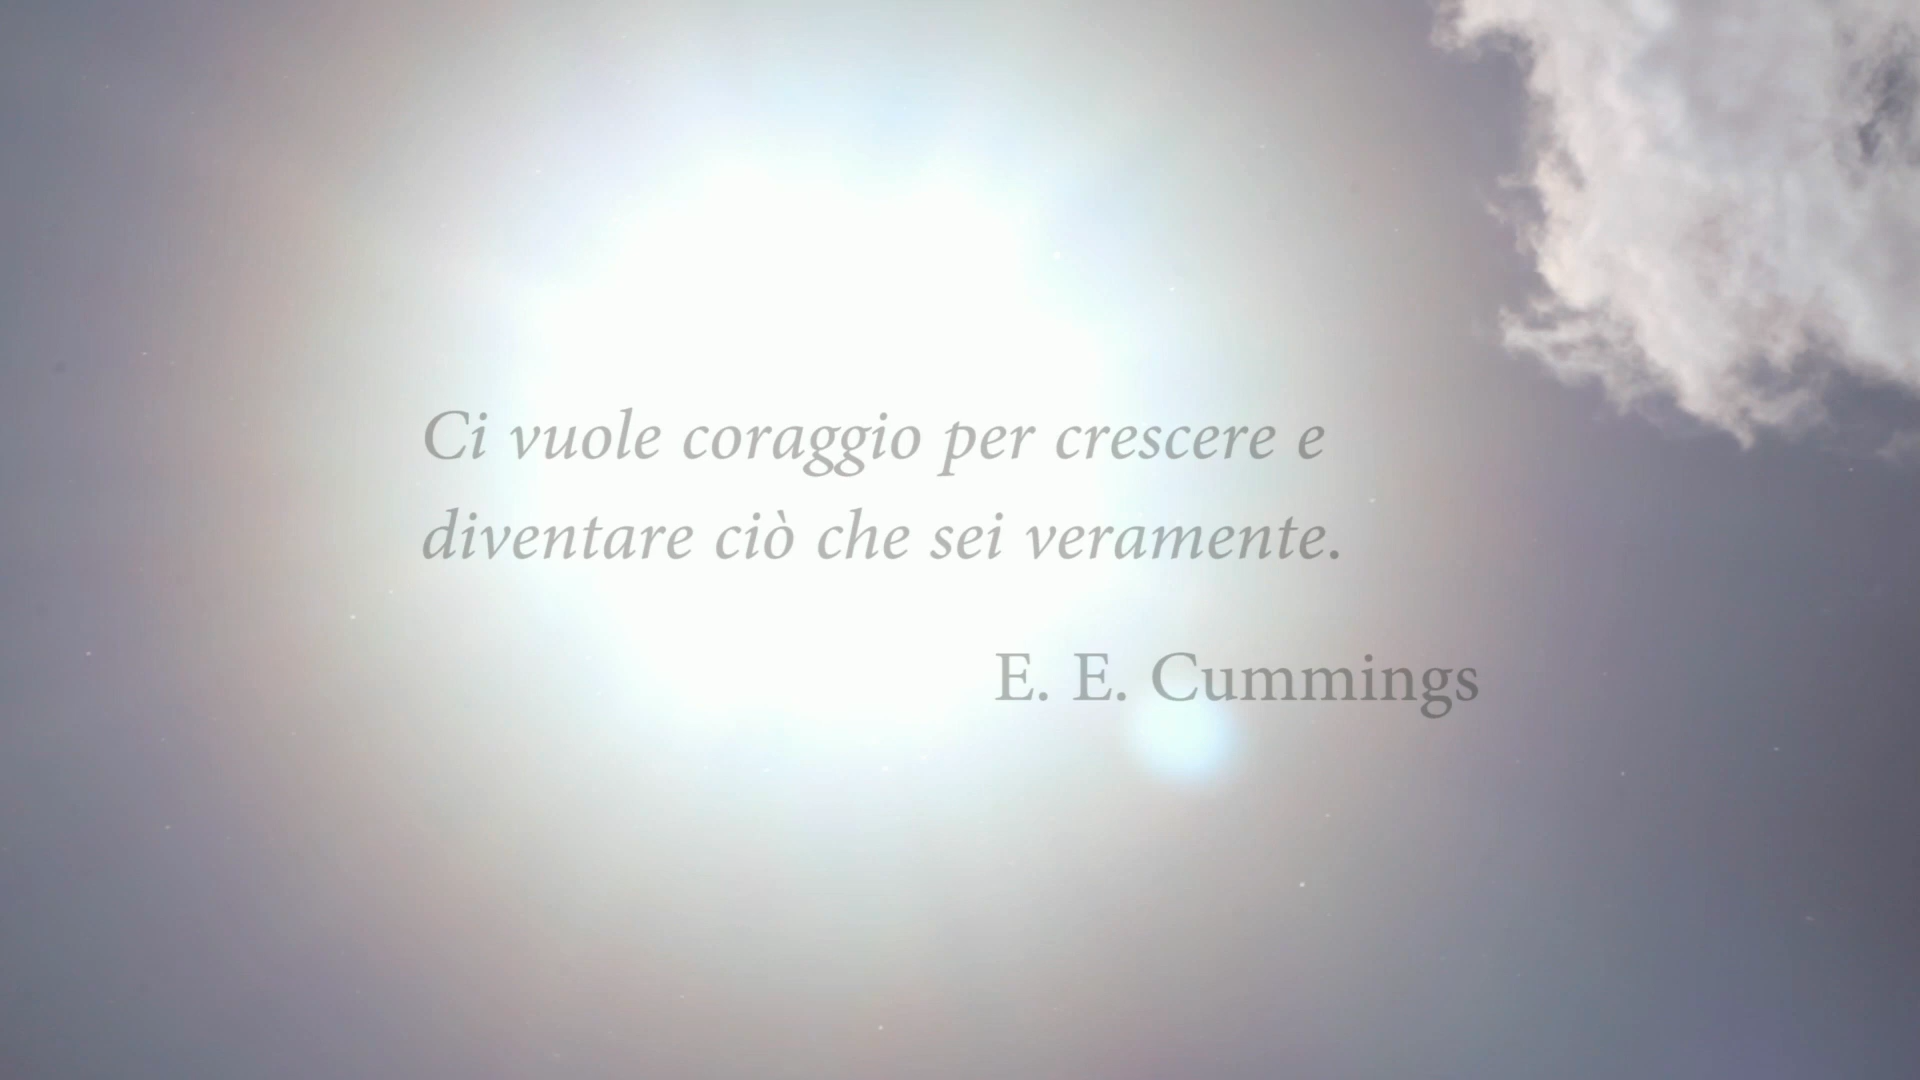 Ci vuole coraggio per crescere e
diventare ciò che sei veramente.
E. E. Cummings